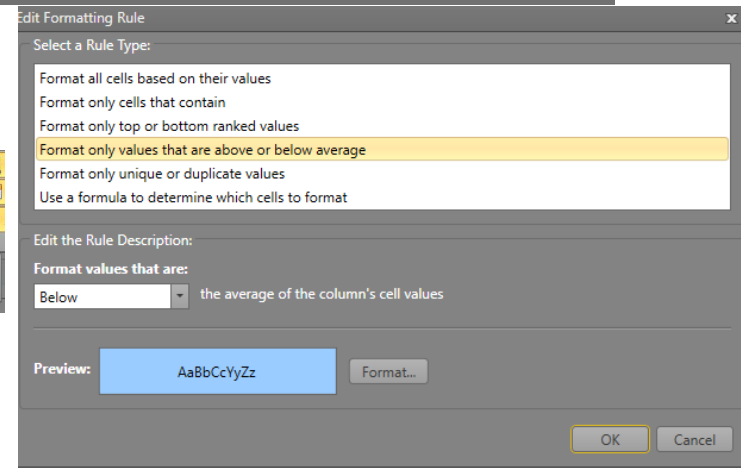 Edit Formatting Rule
x
Select a Rule Type:
Format all cells based on their values
Format only cells that contain
Format only top or bottom ranked values
Format only values that are above or below average
Format only unique or duplicate values
Use a formula to determine which cells to format
Edit the Rule Description:
Format values that are:
Below the average of the column's cell values
Preview: AaBbCcYyZz Format...
OK Cancel